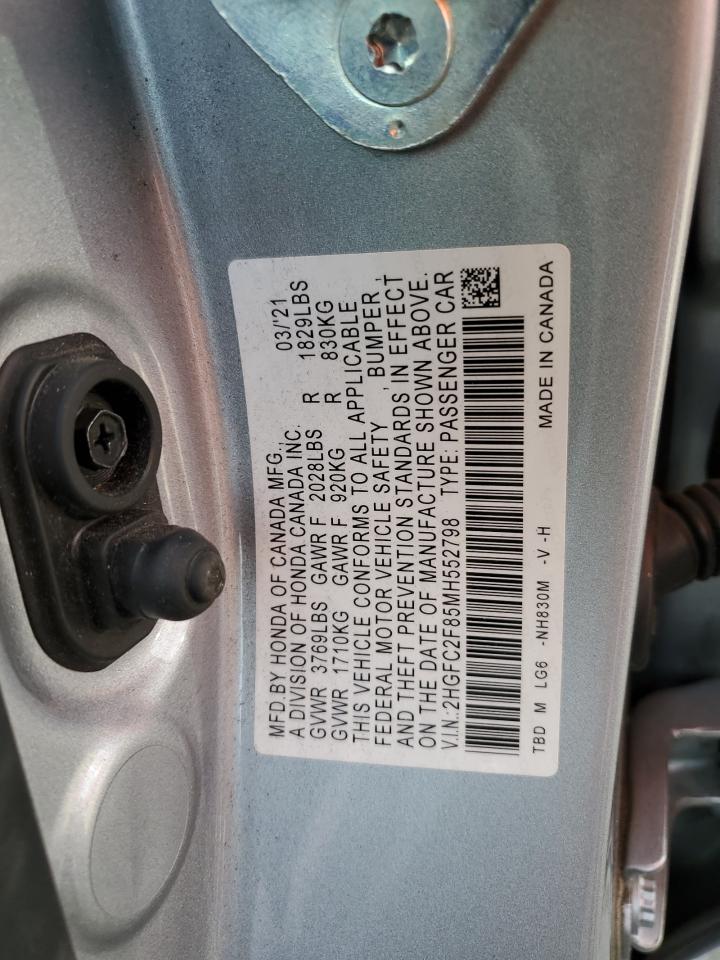 MFD.BY HONDA OF CANADA MFG., 03/'21
A DIVISION OF HONDA CANADA INC.
GVWR 3769LBS GAWR F 2028LBS R 1829LBS
GVWR 1710KG GAWR F 920KG R 830KG
THIS VEHICLE CONFORMS TO ALL APPLICABLE
FEDERAL MOTOR VEHICLE SAFETY, BUMPER,
AND THEFT PREVENTION STANDARDS IN EFFECT
ON THE DATE OF MANUFACTURE SHOWN ABOVE.
V.I.N.:2HGFC2F85MH552798 TYPE: PASSENGER CAR
TBD M LG6 -NH830M -V -H MADE IN CANADA